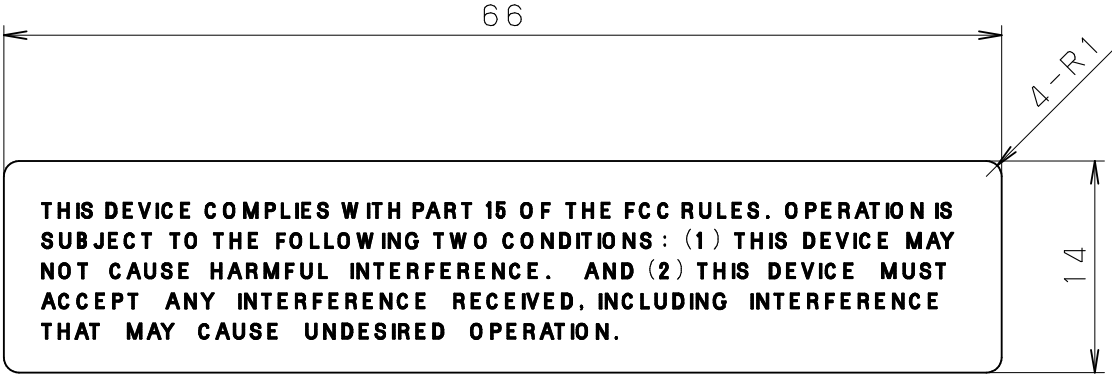 66
4-R1
THIS DEVICE COMPLIES WITH PART 15 OF THE FCC RULES. OPERATION IS
SUBJECT TO THE FOLLOWING TWO CONDITIONS: (1) THIS DEVICE MAY
NOT CAUSE HARMFUL INTERFERENCE. AND (2) THIS DEVICE MUST
ACCEPT ANY INTERFERENCE RECEIVED, INCLUDING INTERFERENCE
THAT MAY CAUSE UNDESIRED OPERATION.
14